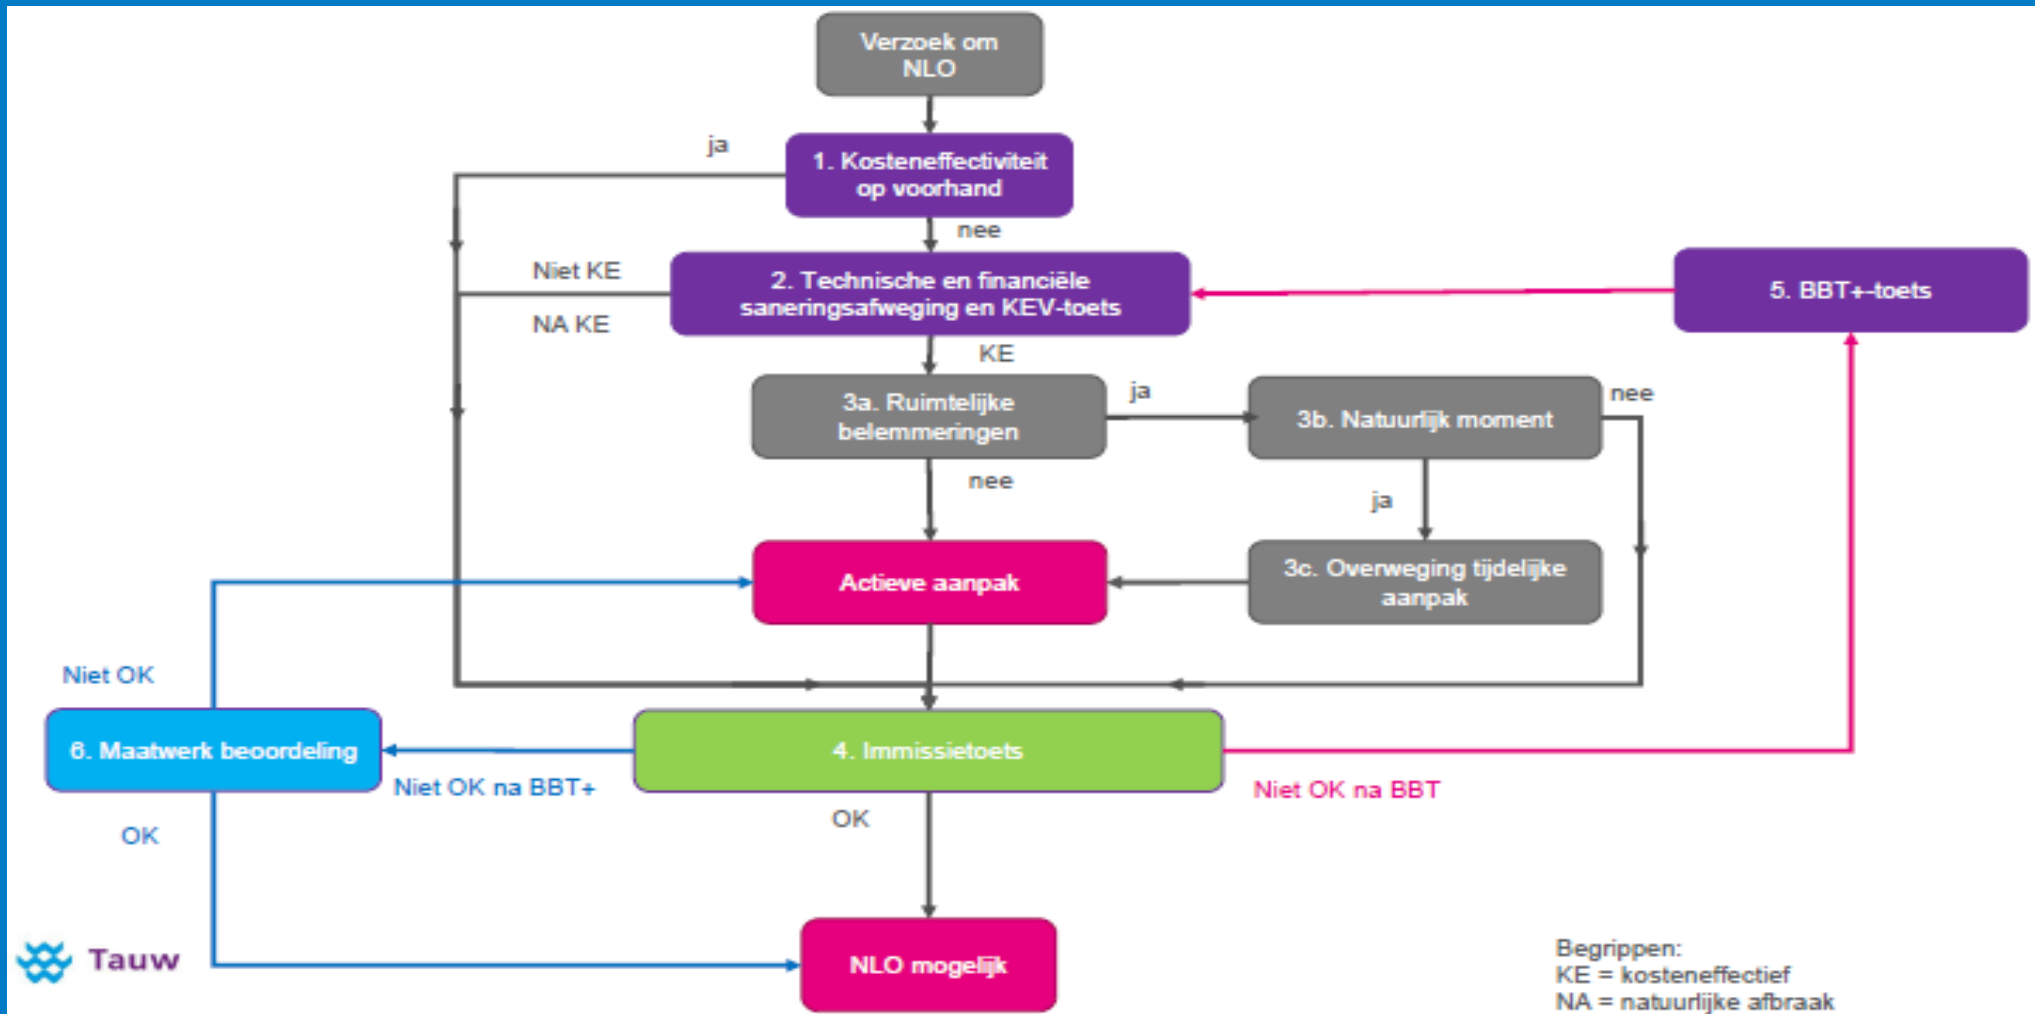 Verzoek om
NLO
ja
1. Kosteneffectiviteit
op voorhand
nee
Niet KE
NA KE
2. Technische en financiële
saneringsafweging en KEV-toets
5. BBT+-toets
KE
3a. Ruimtelijke
belemmeringen
ja
3b. Natuurlijk moment
nee
nee
ja
Actieve aanpak
3c. Overweging tijdelijke
aanpak
Niet OK
6. Maatwerk beoordeling
4. Immissietoets
Niet OK na BBT+
Niet OK na BBT
OK
OK
Tauw
NLO mogelijk
Begrippen:
KE = kosteneffectief
NA = natuurlijke afbraak